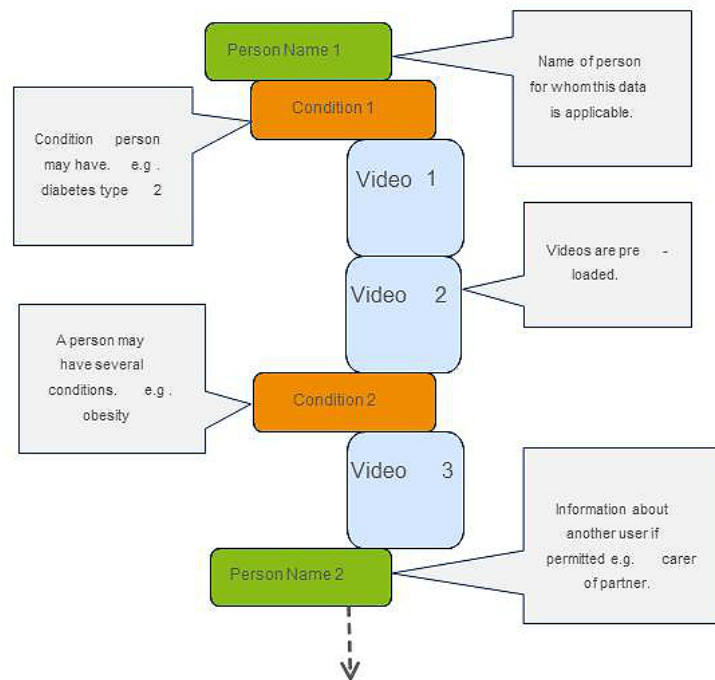 Person Name 1
Name of person
for whom this data
is applicable.
Condition 1
Condition person
may have. e.g.
diabetes type 2
Video 1
Videos are pre -
loaded.
Video 2
A person may
have several
conditions. e.g.
obesity
Condition 2
Video 3
Information about
another user if
permitted e.g. carer
of partner.
Person Name 2